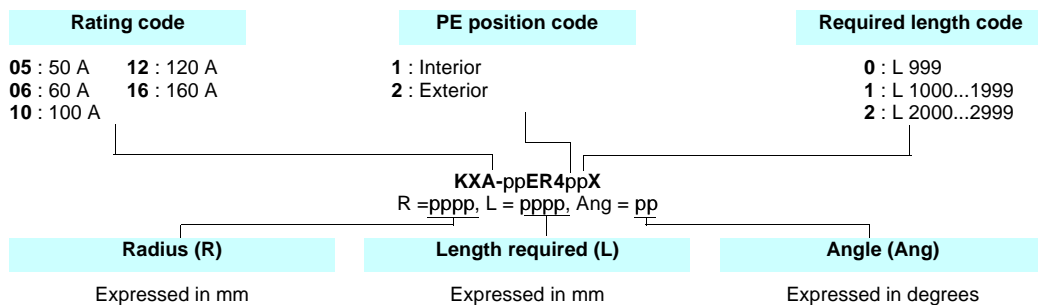 Rating code PE position code Required length code
05 : 50 A 12 : 120 A 1 : Interior 0 : L 999
06 : 60 A 16 : 160 A 2 : Exterior 1 : L 1000...1999
10 : 100 A 2 : L 2000...2999
KXA-ppER4ppX
R =pppp, L = pppp, Ang = pp
Radius (R) Length required (L) Angle (Ang)
Expressed in mm Expressed in mm Expressed in degrees